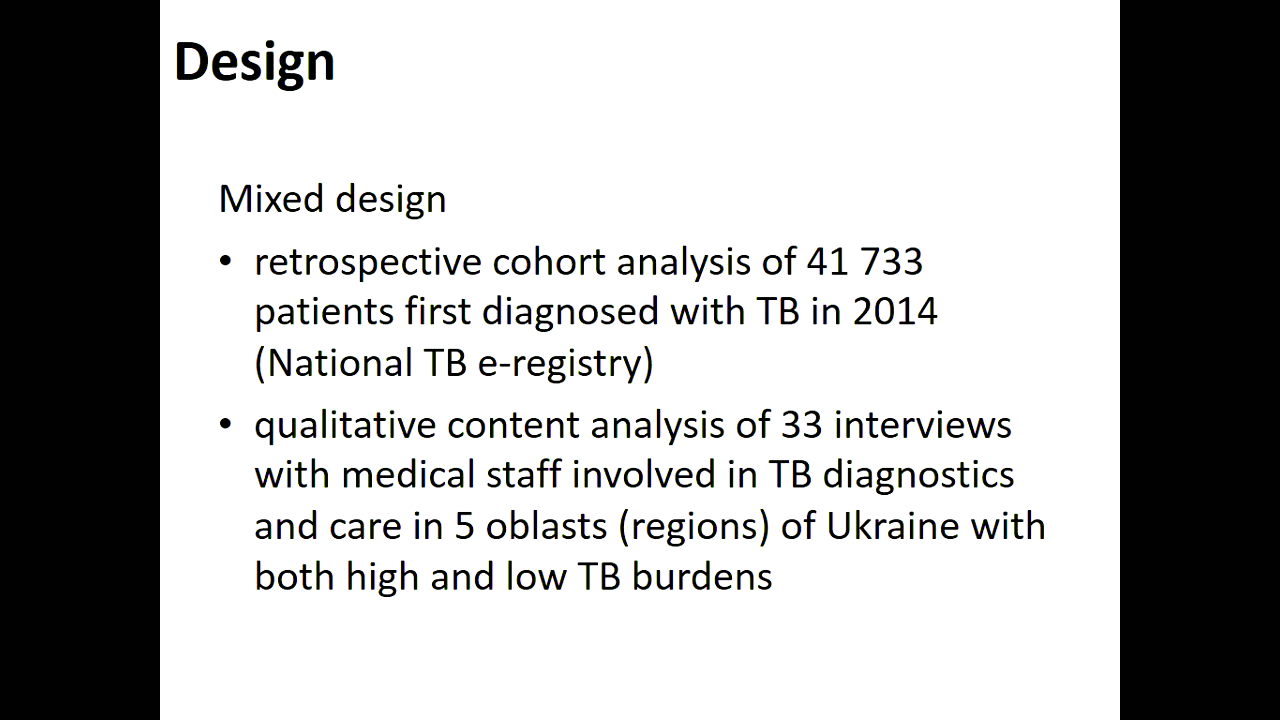 Design
Mixed design
• retrospective cohort analysis of 41 733
patients first diagnosed with TB in 2014
(National TB e-registry)
• qualitative content analysis of 33 interviews
with medical staff involved in TB diagnostics
and care in 5 oblasts (regions) of Ukraine with
both high and low TB burdens